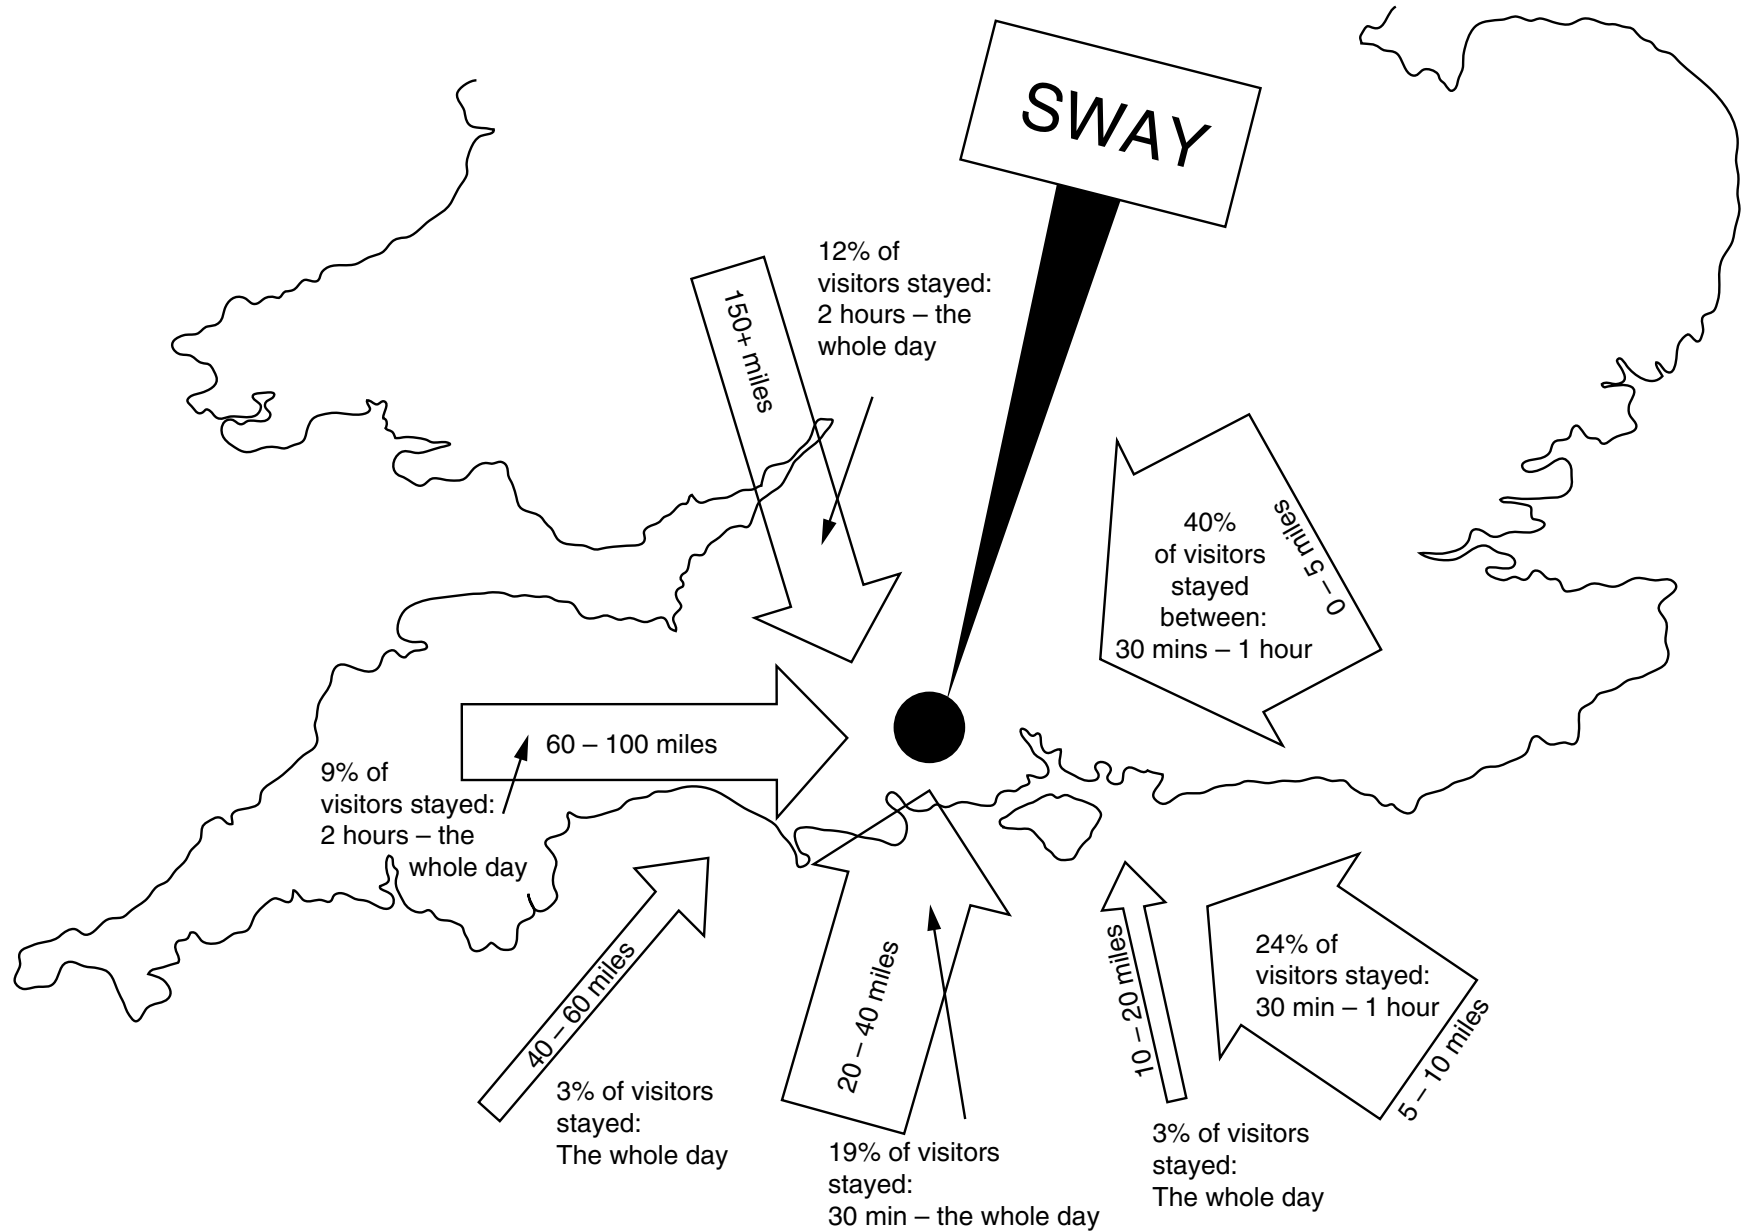 SWAY
12% of
visitors stayed:
2 hours – the
whole day
150+ miles
40%
of visitors
stayed
between:
30 mins – 1 hour
0 – 5 miles
60 – 100 miles
9% of
visitors stayed:
2 hours – the
whole day
40 – 60 miles
3% of visitors
stayed:
The whole day
20 – 40 miles
19% of visitors
stayed:
30 min – the whole day
10 – 20 miles
3% of visitors
stayed:
The whole day
24% of
visitors stayed:
30 min – 1 hour
5 – 10 miles